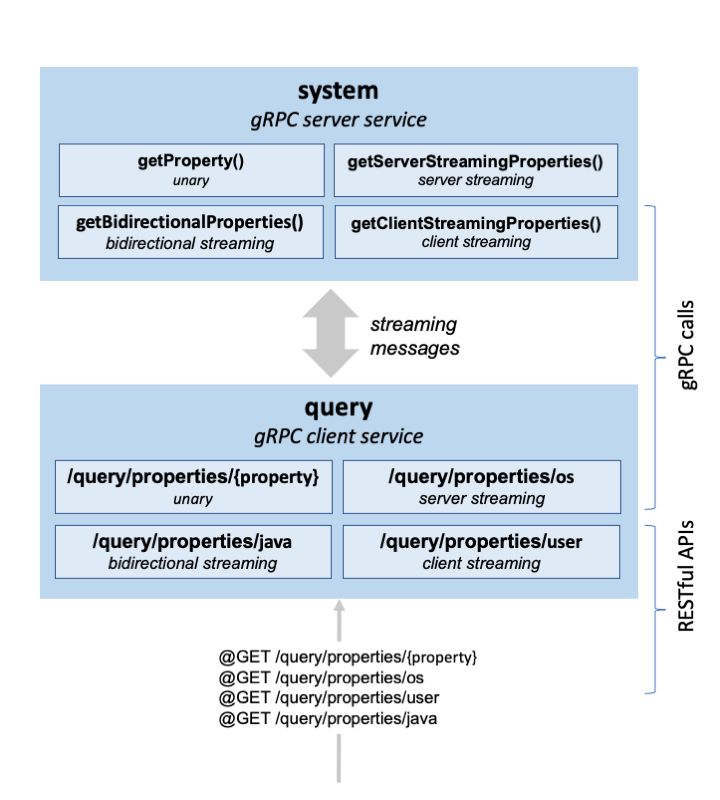 system
gRPC server service
getProperty()
unary
getServerStreamingProperties()
server streaming
getBidirectionalProperties()
bidirectional streaming
getClientStreamingProperties()
client streaming
streaming
messages
gRPC calls
query
gRPC client service
/query/properties/{property}
unary
/query/properties/os
server streaming
/query/properties/java
bidirectional streaming
/query/properties/user
client streaming
RESTful APIs
@GET /query/properties/{property}
@GET /query/properties/os
@GET /query/properties/user
@GET /query/properties/java